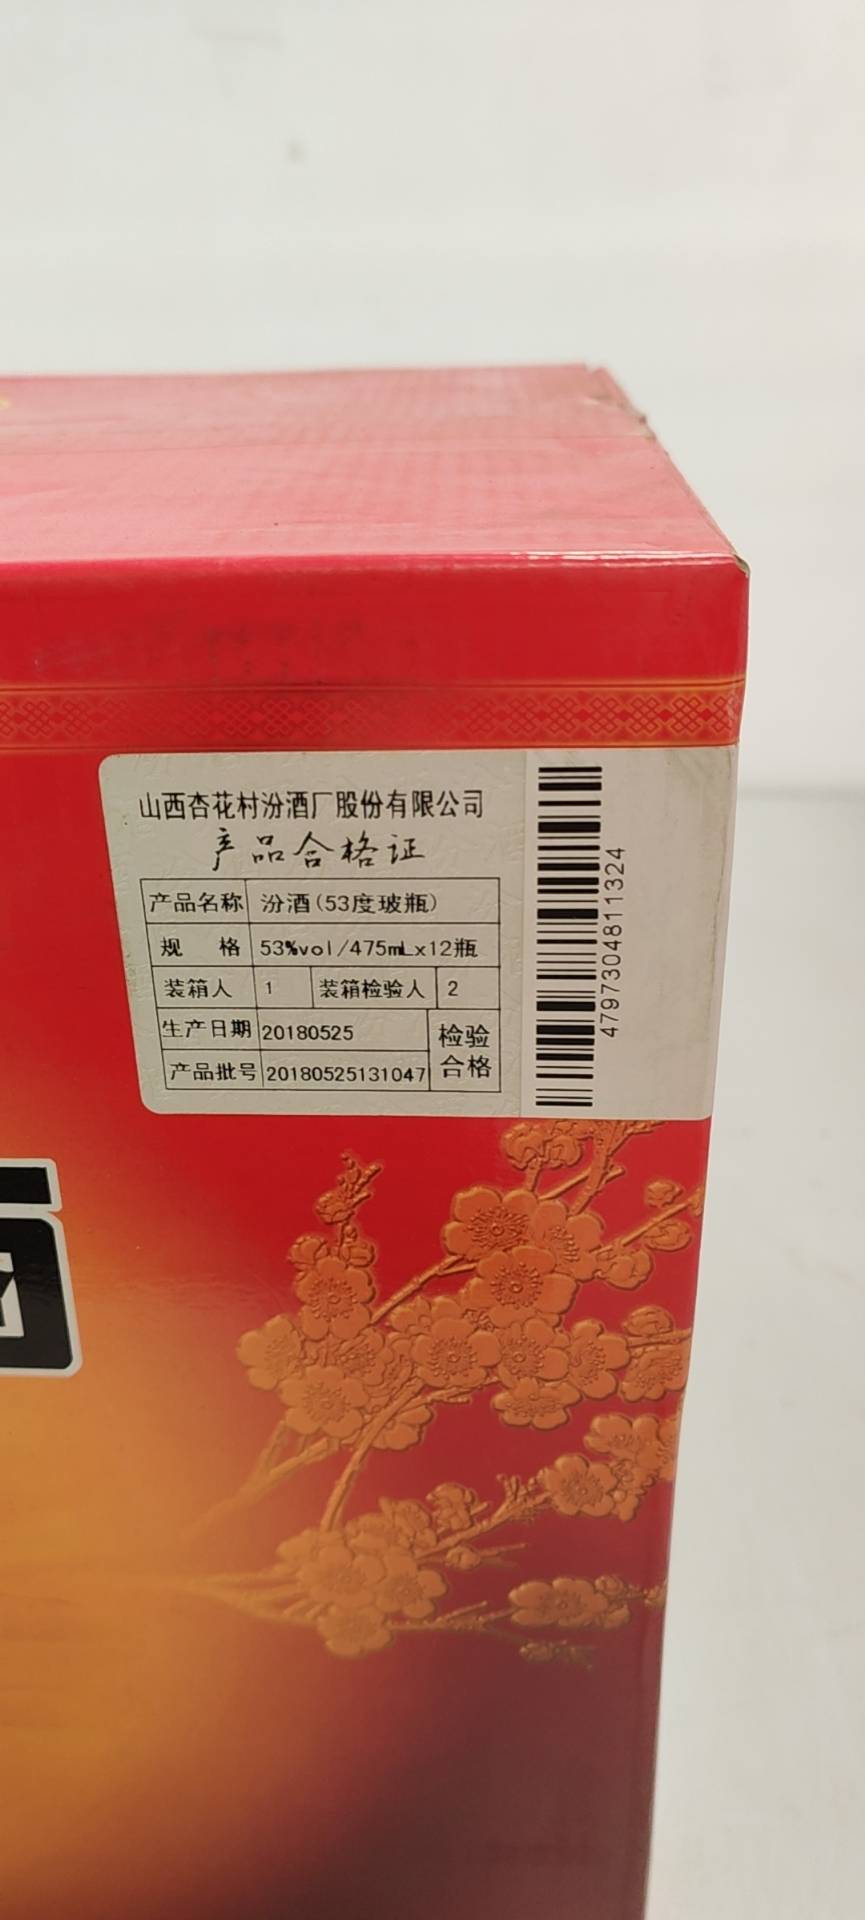 山西杏花村汾酒厂股份有限公司
产品合格证
产品名称 汾酒(53度玻瓶)
规 格 53%vol/475mLx12瓶
装箱人 1 装箱检验人 2
生产日期 20180525 检验
产品批号 20180525131047 合格
4797304811324